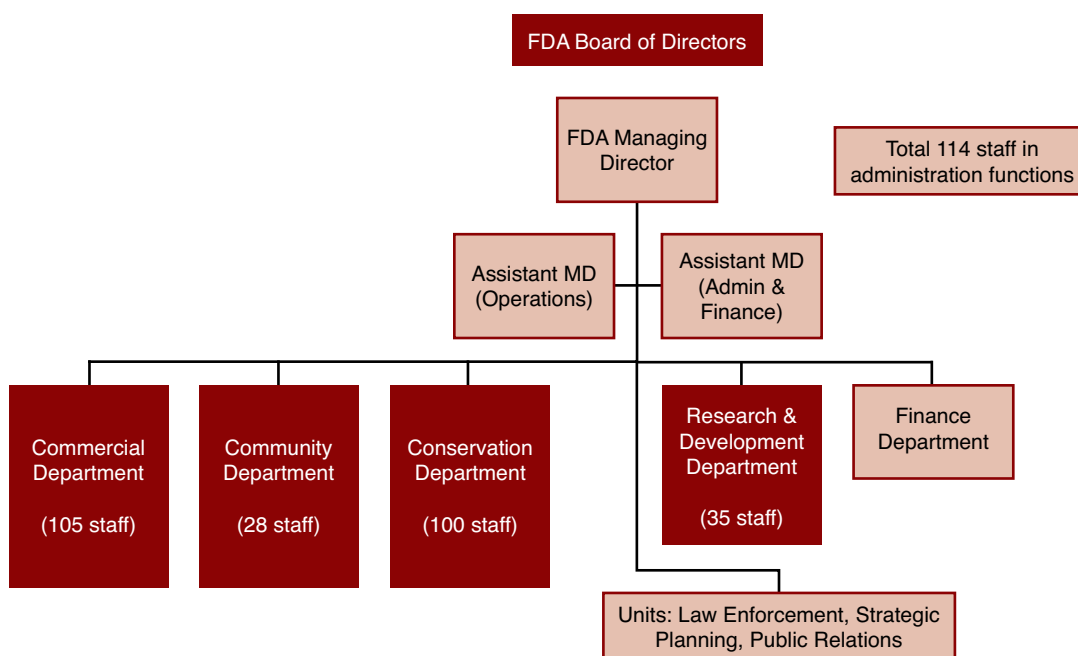 FDA Board of Directors
FDA Managing
Director
Total 114 staff in
administration functions
Assistant MD
(Operations)
Assistant MD
(Admin &
Finance)
Commercial
Department
(105 staff)
Community
Department
(28 staff)
Conservation
Department
(100 staff)
Research &
Development
Department
(35 staff)
Finance
Department
Units: Law Enforcement, Strategic
Planning, Public Relations